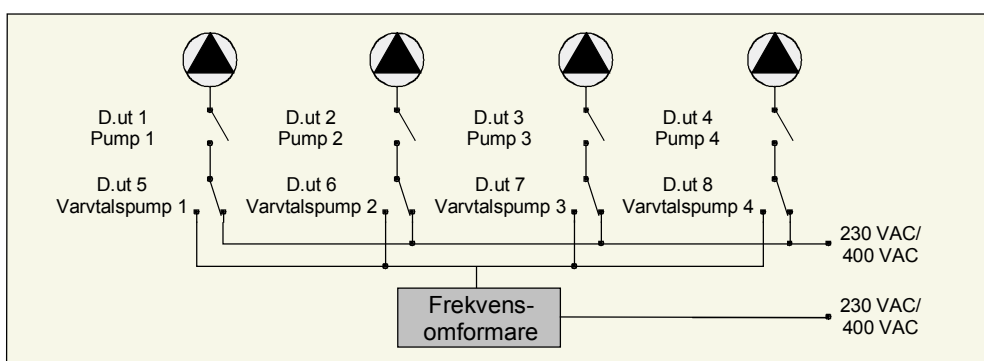 D.ut 1
Pump 1
D.ut 2
Pump 2
D.ut 3
Pump 3
D.ut 4
Pump 4
D.ut 5
Varvtalspump 1
D.ut 6
Varvtalspump 2
D.ut 7
Varvtalspump 3
D.ut 8
Varvtalspump 4
230 VAC/
400 VAC
Frekvens-
omformare
230 VAC/
400 VAC